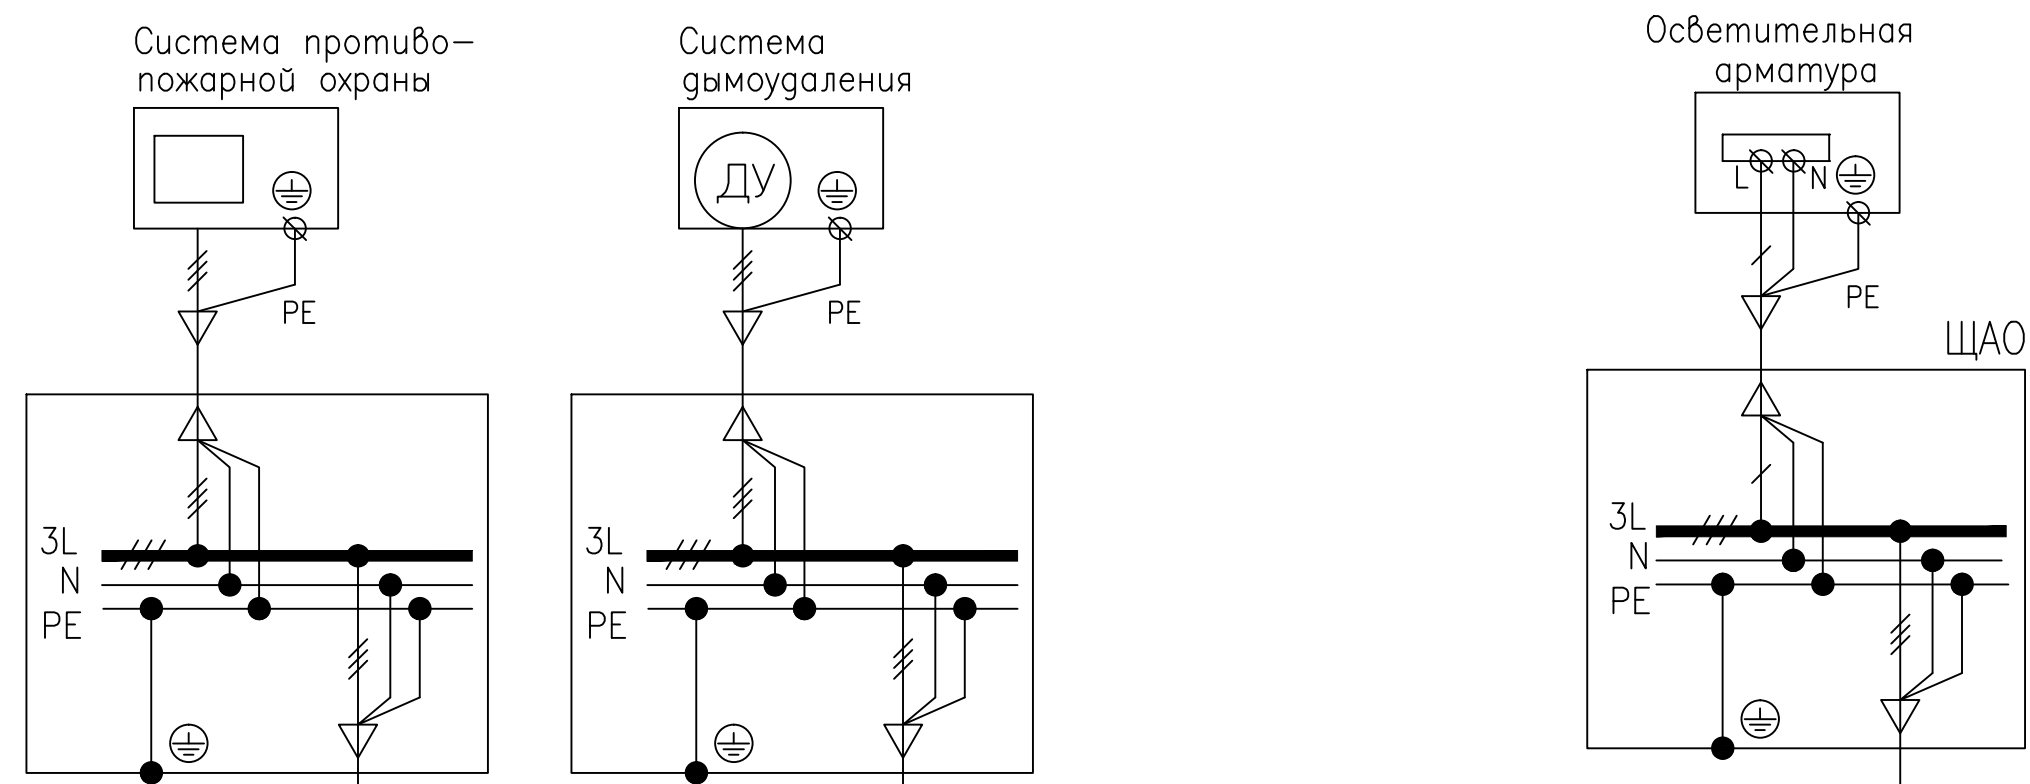 Система противо-
пожарной охраны
PE
3L
N
PE
Система
дымоудаления
ДУ
PE
3L
N
PE
Осветительная
арматура
L N
PE
ЩАО
3L
N
PE